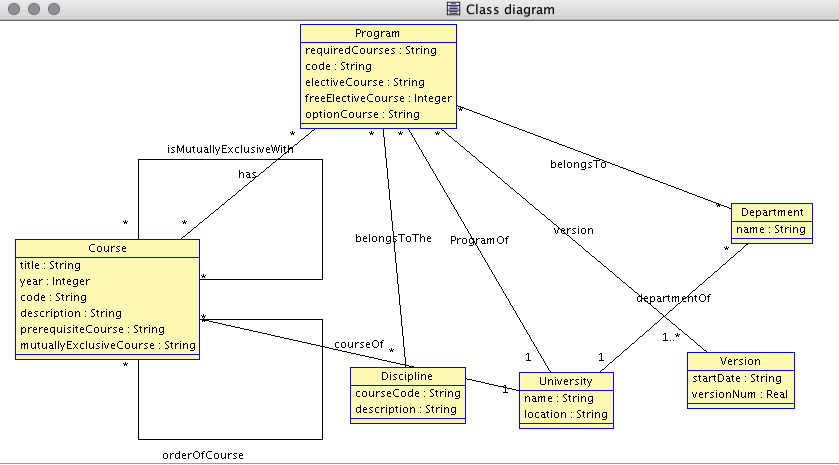 Class diagram
Program
requiredCourses : String
code : String
electiveCourse : String
freeElectiveCourse : Integer
optionCourse : String
* * * * *
isMutuallyExclusiveWith
belongsTo
has
* * *
Department
name : String
belongsToThe
ProgramOf
version
*
Course
title : String
year : Integer
code : String
description : String
prerequisiteCourse : String
mutuallyExclusiveCourse : String
*
departmentOf
*
courseOf
*
1
1
1..*
*
Discipline
courseCode : String
description : String
1
University
name : String
location : String
Version
startDate : String
versionNum : Real
orderOfCourse